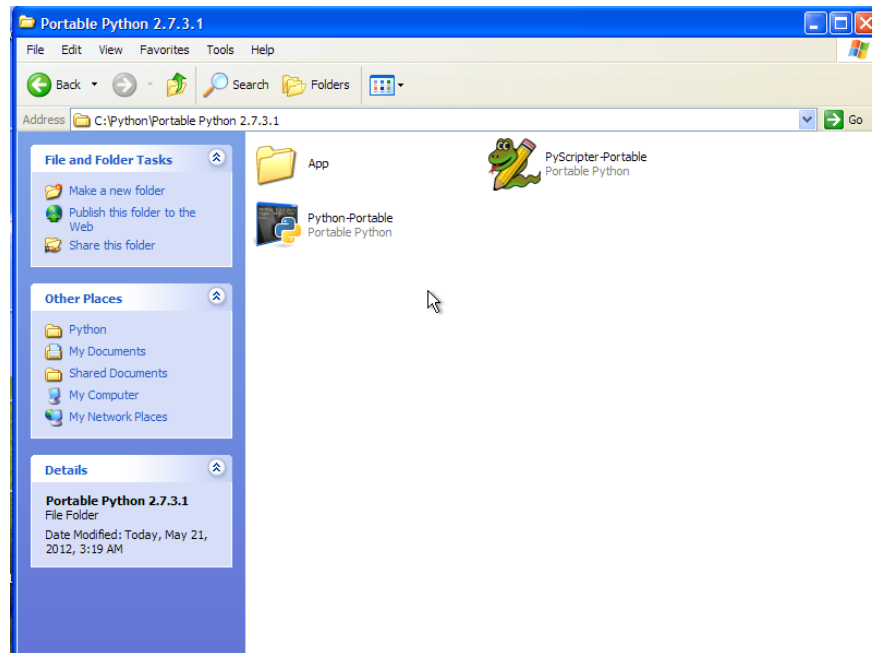 Portable Python 2.7.3.1
File Edit View Favorites Tools Help
Back Search Folders
Address C:\Python\Portable Python 2.7.3.1 Go
File and Folder Tasks
Make a new folder
Publish this folder to the
Web
Share this folder
Other Places
Python
My Documents
Shared Documents
My Computer
My Network Places
Details
Portable Python 2.7.3.1
File Folder
Date Modified: Today, May 21,
2012, 3:19 AM
App
PyScripter-Portable
Portable Python
Python-Portable
Portable Python